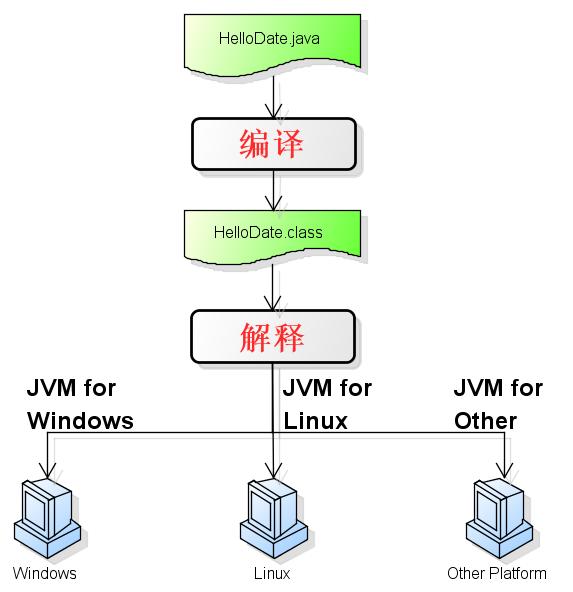 HelloDate.java
编译
HelloDate.class
解释
JVM for
Windows
JVM for
Linux
JVM for
Other
Windows
Linux
Other Platform